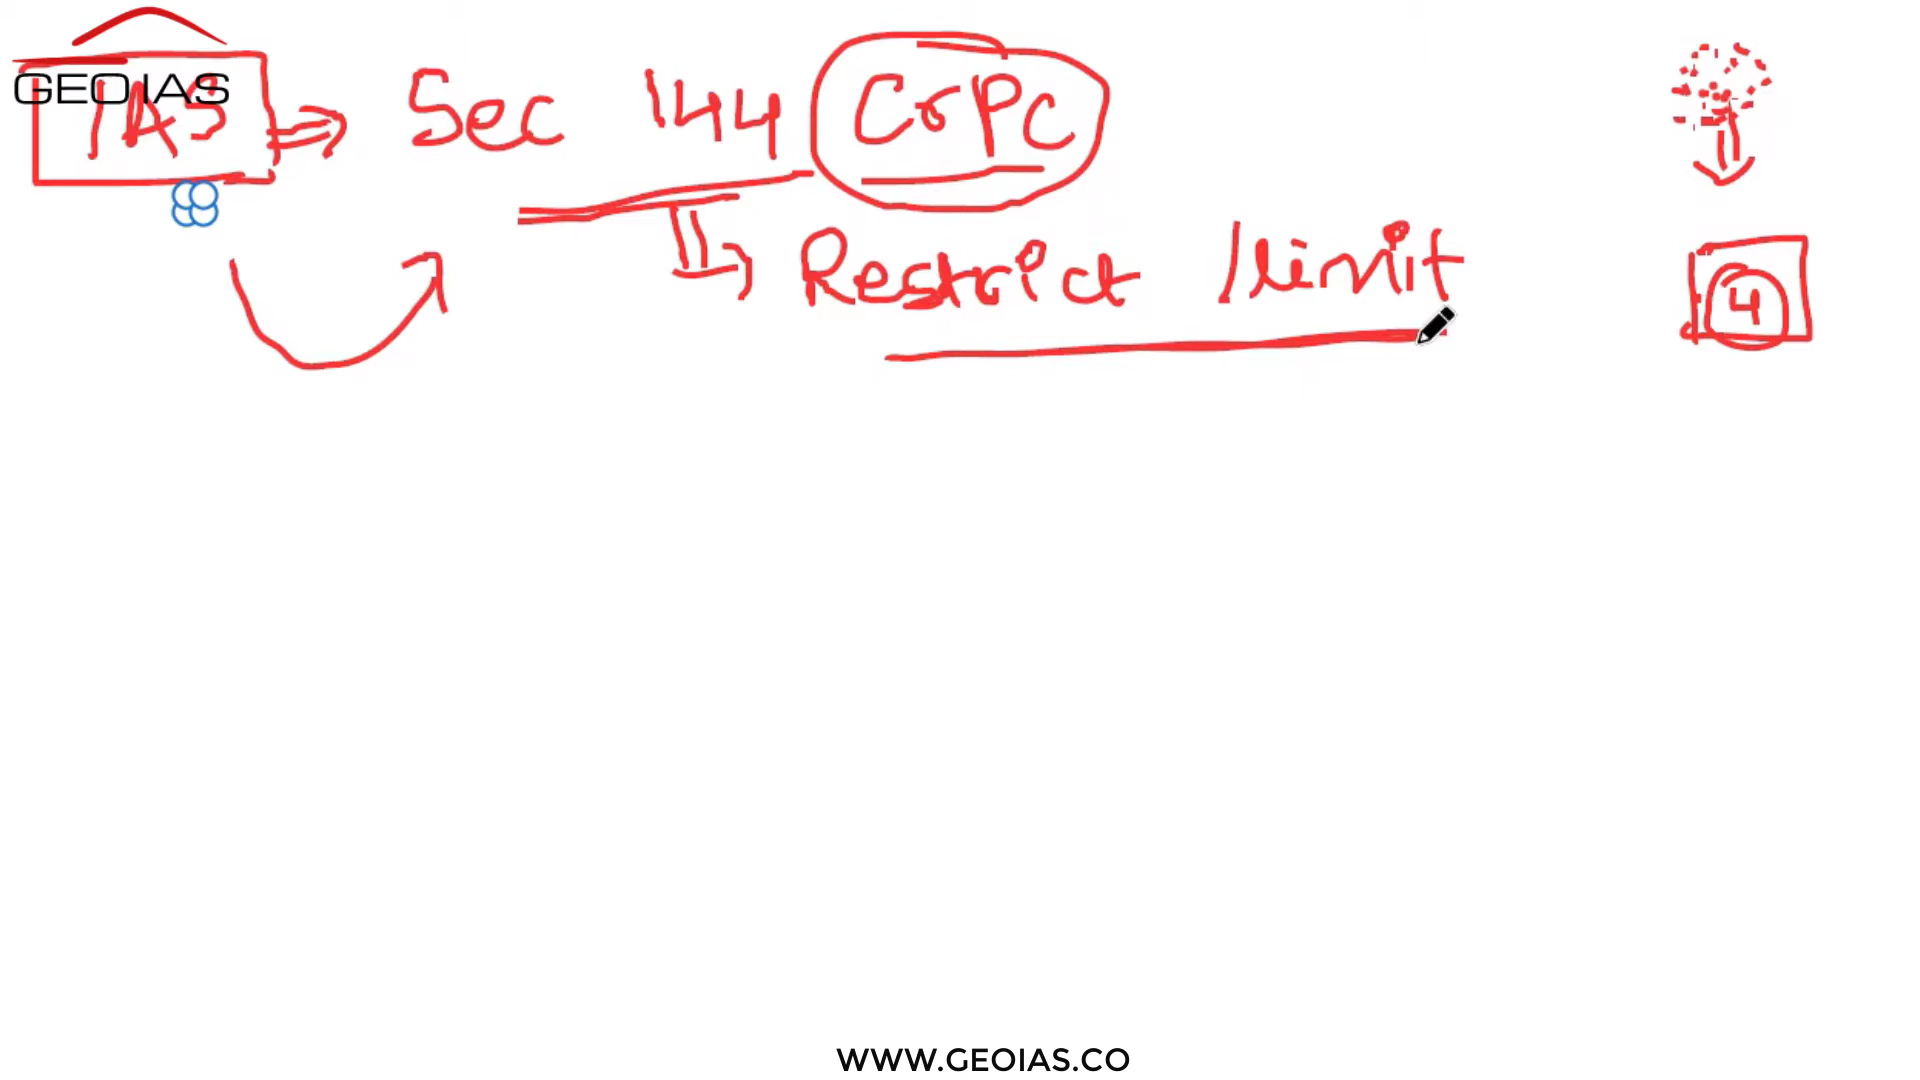 GEOIAS
IAS Sec 144 CrPC
Restrict / limit
4
WWW.GEOIAS.CO